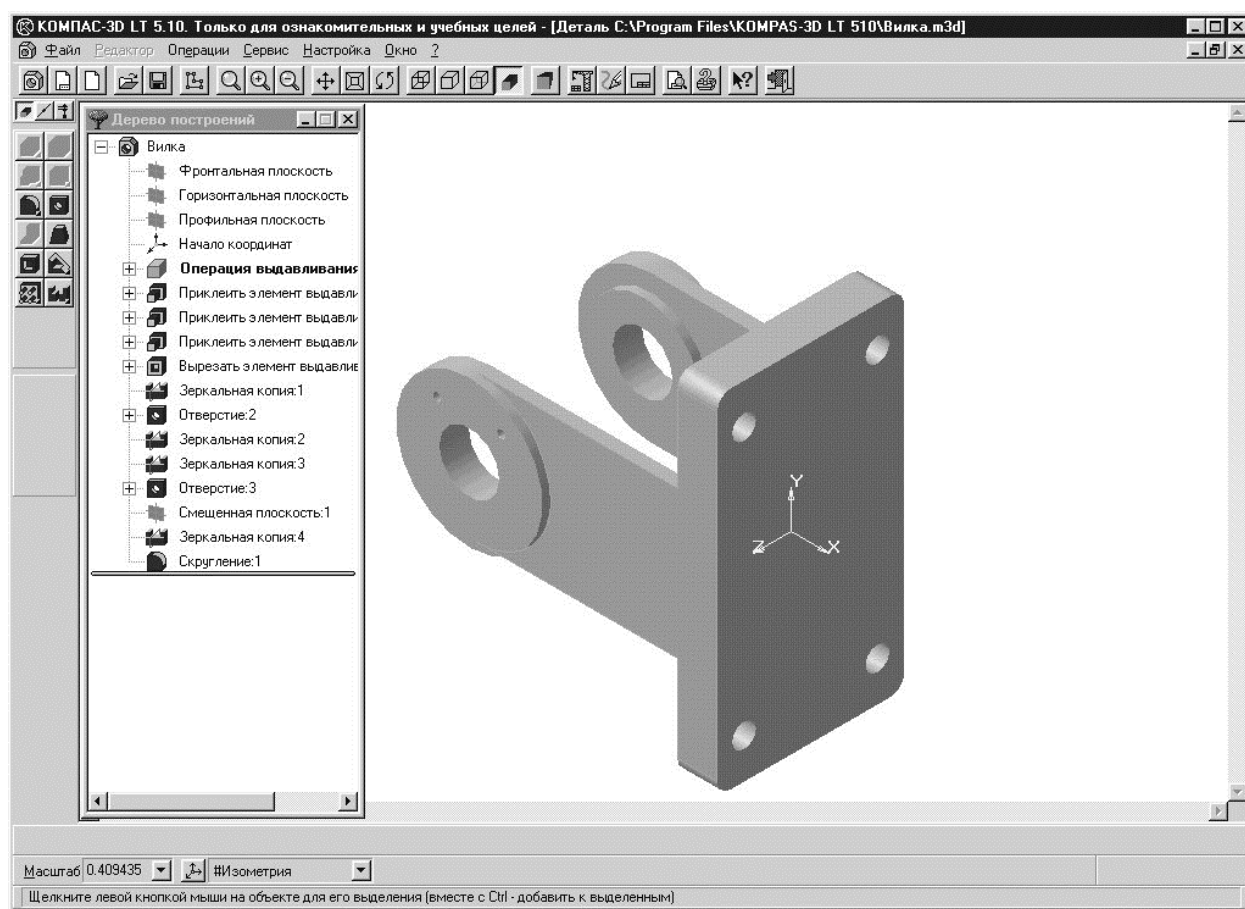 КОМПАС-3D LT 5.10. Только для ознакомительных и учебных целей - [Деталь C:\Program Files\KOMPAS-3D LT 510\Вилка.m3d]
Файл Редактор Операции Сервис Настройка Окно ?
Дерево построений
Вилка
Фронтальная плоскость
Горизонтальная плоскость
Профильная плоскость
Начало координат
Операция выдавливания
Приклеить элемент выдавли
Приклеить элемент выдавли
Приклеить элемент выдавли
Вырезать элемент выдавлив
Зеркальная копия:1
Отверстие:2
Зеркальная копия:2
Зеркальная копия:3
Отверстие:3
Смещенная плоскость:1
Зеркальная копия:4
Скругление:1
Y
Z X
Масштаб 0.409435 #Изометрия
Щелкните левой кнопкой мыши на объекте для его выделения (вместе с Ctrl - добавить к выделенным)